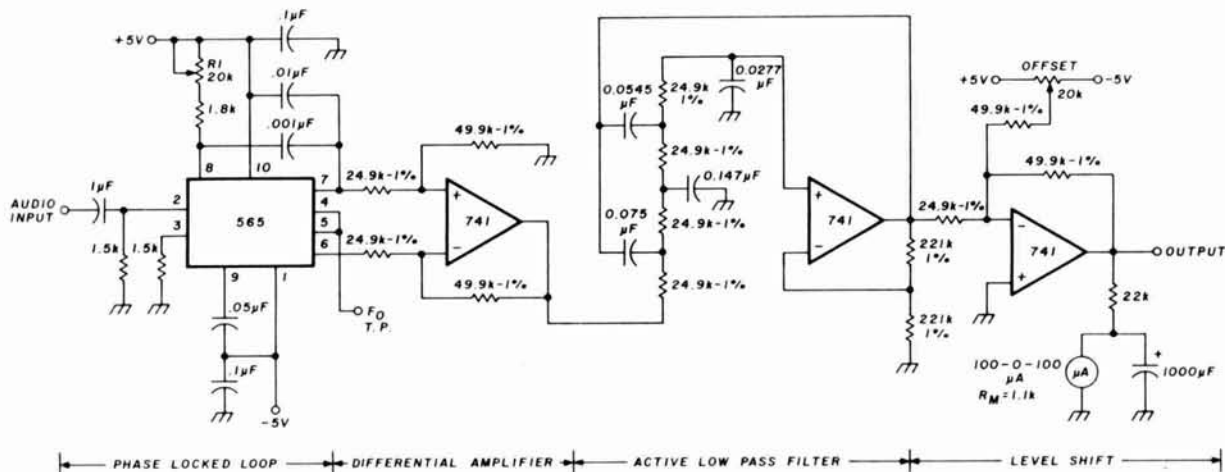 +5V
.1µF
R1
20k
.01µF
1.8k
.001µF
8
10
1µF
AUDIO
INPUT
2
3
565
7
4
5
6
1.5k
1.5k
9
1
.05µF
.1µF
-5V
FO
T.P.
24.9k-1%
49.9k-1%
+
741
-
24.9k-1%
49.9k-1%
0.0545
µF
24.9k
1%
0.0277
µF
24.9k-1%
0.147µF
0.075
µF
24.9k-1%
24.9k-1%
+
741
-
221k
1%
221k
1%
24.9k-1%
OFFSET
+5V
-5V
20k
49.9k-1%
49.9k-1%
-
741
+
OUTPUT
22k
100-0-100
µA
RM=1.1k
µA
+
1000µF
PHASE LOCKED LOOP
DIFFERENTIAL AMPLIFIER
ACTIVE LOW PASS FILTER
LEVEL SHIFT